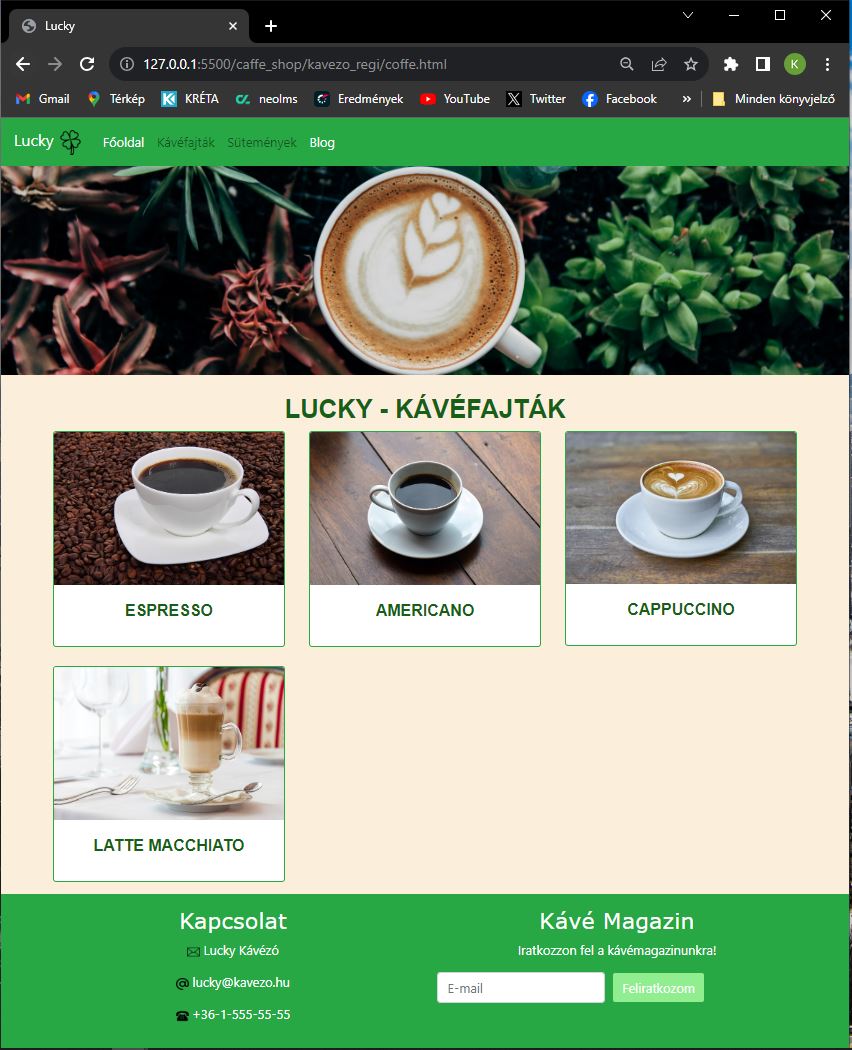 Lucky
127.0.0.1:5500/caffe_shop/kavezo_regi/coffe.html
K
Gmail Térkép KRÉTA neolms Eredmények YouTube Twitter Facebook » Minden könyvjelző
Lucky Főoldal Kávéfajták Sütemények Blog
LUCKY - KÁVÉFAJTÁK
ESPRESSO AMERICANO CAPPUCCINO
LATTE MACCHIATO
Kapcsolat Kávé Magazin
Lucky Kávézó Iratkozzon fel a kávémagazinunkra!
@ lucky@kavezo.hu E-mail Feliratkozom
+36-1-555-55-55